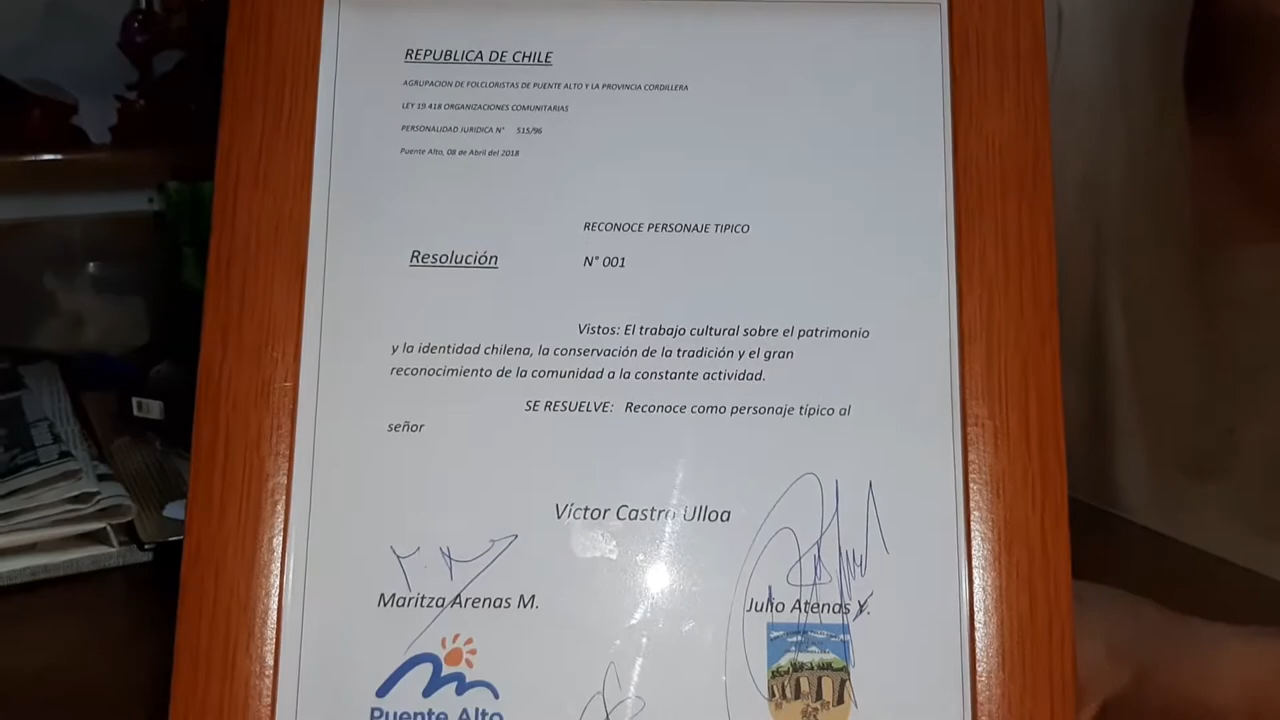 REPUBLICA DE CHILE
AGRUPACION DE FOLCLORISTAS DE PUENTE ALTO Y LA PROVINCIA CORDILLERA
LEY 19.418 ORGANIZACIONES COMUNITARIAS
PERSONALIDAD JURIDICA N° 515/96
Puente Alto, 08 de Abril del 2018
RECONOCE PERSONAJE TIPICO
Resolución N° 001
Vistos: El trabajo cultural sobre el patrimonio
y la identidad chilena, la conservación de la tradición y el gran
reconocimiento de la comunidad a la constante actividad.
SE RESUELVE: Reconoce como personaje típico al
señor
Víctor Castro Ulloa
Maritza Arenas M. Julio Atenas Y.
Puente Alto